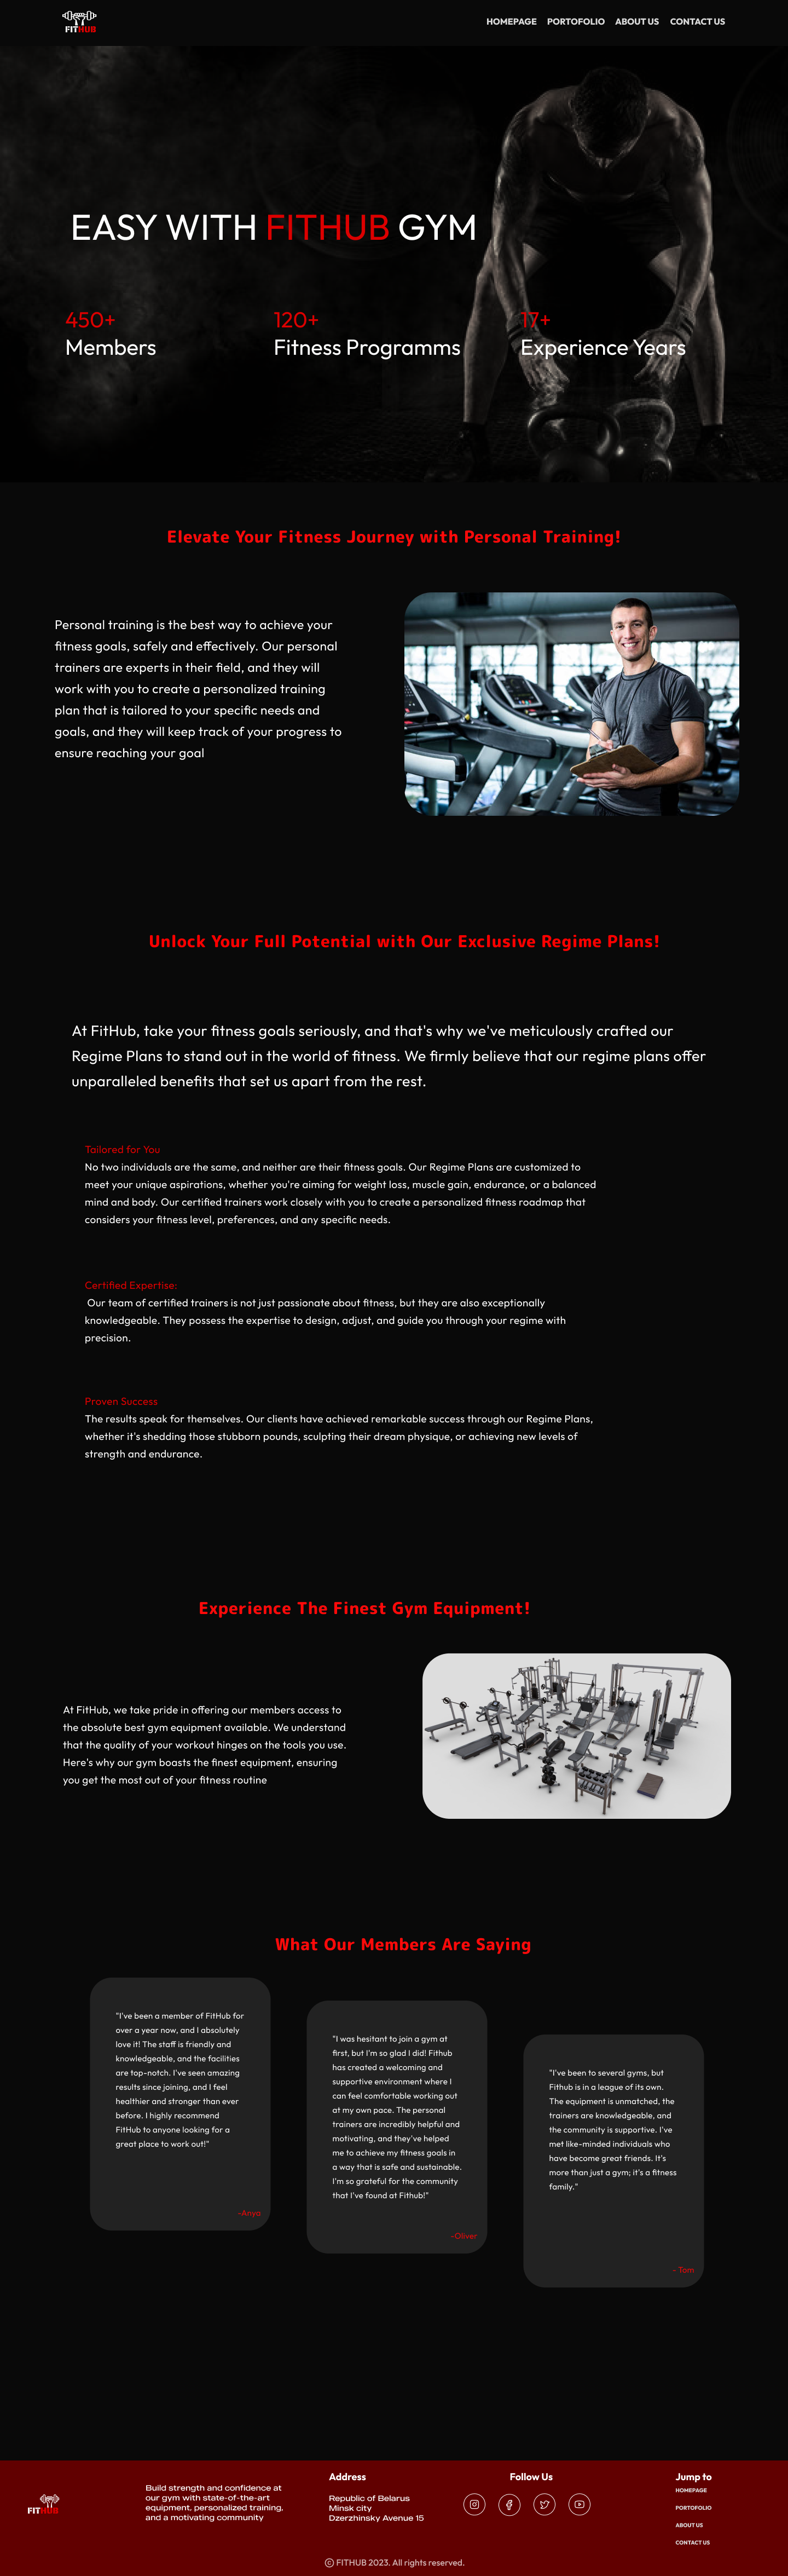 FITHUB
HOMEPAGE PORTOFOLIO ABOUT US CONTACT US
EASY WITH FITHUB GYM
450+
Members
120+
Fitness Programms
17+
Experience Years
Elevate Your Fitness Journey with Personal Training!
Personal training is the best way to achieve your
fitness goals, safely and effectively. Our personal
trainers are experts in their field, and they will
work with you to create a personalized training
plan that is tailored to your specific needs and
goals, and they will keep track of your progress to
ensure reaching your goal
Unlock Your Full Potential with Our Exclusive Regime Plans!
At FitHub, take your fitness goals seriously, and that's why we've meticulously crafted our
Regime Plans to stand out in the world of fitness. We firmly believe that our regime plans offer
unparalleled benefits that set us apart from the rest.
Tailored for You
No two individuals are the same, and neither are their fitness goals. Our Regime Plans are customized to
meet your unique aspirations, whether you're aiming for weight loss, muscle gain, endurance, or a balanced
mind and body. Our certified trainers work closely with you to create a personalized fitness roadmap that
considers your fitness level, preferences, and any specific needs.
Certified Expertise:
Our team of certified trainers is not just passionate about fitness, but they are also exceptionally
knowledgeable. They possess the expertise to design, adjust, and guide you through your regime with
precision.
Proven Success
The results speak for themselves. Our clients have achieved remarkable success through our Regime Plans,
whether it's shedding those stubborn pounds, sculpting their dream physique, or achieving new levels of
strength and endurance.
Experience The Finest Gym Equipment!
At FitHub, we take pride in offering our members access to
the absolute best gym equipment available. We understand
that the quality of your workout hinges on the tools you use.
Here's why our gym boasts the finest equipment, ensuring
you get the most out of your fitness routine
What Our Members Are Saying
"I've been a member of FitHub for
over a year now, and I absolutely
love it! The staff is friendly and
knowledgeable, and the facilities
are top-notch. I've seen amazing
results since joining, and I feel
healthier and stronger than ever
before. I highly recommend
FitHub to anyone looking for a
great place to work out!"
-Anyo
"I was hesitant to join a gym at
first, but I'm so glad I did! Fithub
has created a welcoming and
supportive environment where I
can feel comfortable working out
at my own pace. The personal
trainers are incredibly helpful and
motivating, and they've helped
me to achieve my fitness goals in
a way that is safe and sustainable.
I'm so grateful for the community
that I've found at Fithub!"
-Oliver
"I've been to several gyms, but
Fithub is in a league of its own.
The equipment is unmatched, the
trainers are knowledgeable, and
the community is supportive. I've
met like-minded individuals who
have become great friends. It's
more than just a gym; it's a fitness
family."
- Tom
FITHUB
Build strength and confidence at
our gym with state-of-the-art
equipment, personalized training,
and a motivating community
Address
Republic of Belarus
Minsk city
Dzerzhinsky Avenue 15
Follow Us
Jump to
HOMEPAGE
PORTOFOLIO
ABOUT US
CONTACT US
© FITHUB 2023. All rights reserved.